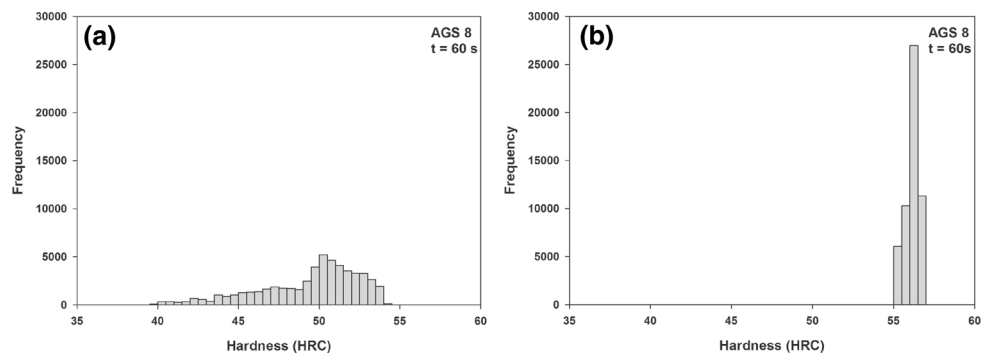 (a)
AGS 8
t = 60 s
30000
25000
20000
15000
10000
5000
0
Frequency
35 40 45 50 55 60
Hardness (HRC)
(b)
AGS 8
t = 60s
30000
25000
20000
15000
10000
5000
0
Frequency
35 40 45 50 55 60
Hardness (HRC)